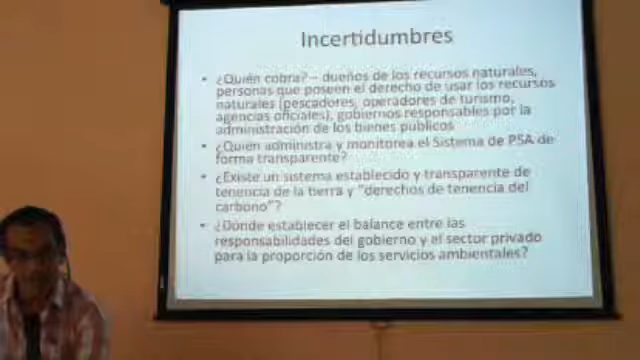 Incertidumbres
• ¿Quién cobra? – dueños de los recursos naturales,
personas que poseen el derecho de usar los recursos
naturales (pescadores, operadores de turismo,
agencias oficiales), gobiernos responsables por la
administración de los bienes públicos
• ¿Quién administra y monitorea el Sistema de PSA de
forma transparente?
• ¿Existe un sistema establecido y transparente de
tenencia de la tierra y "derechos de tenencia del
carbono"?
• ¿Dónde establecer el balance entre las
responsabilidades del gobierno y el sector privado
para la proporción de los servicios ambientales?